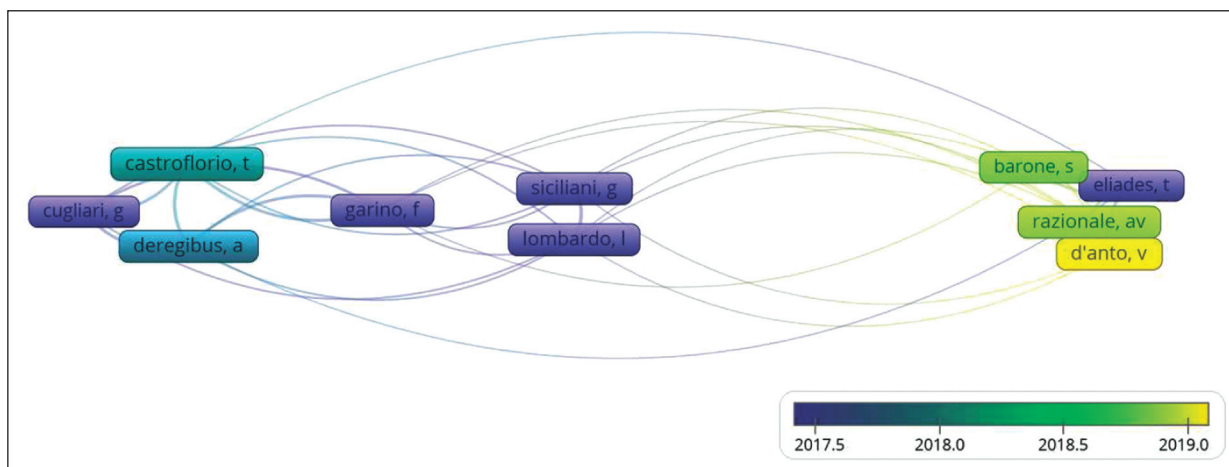 castroflorio, t
cugliari, g
deregibus, a
garino, f
siciliani, g
lombardo, l
barone, s
eliades, t
razionale, av
d'anto, v
2017.5 2018.0 2018.5 2019.0